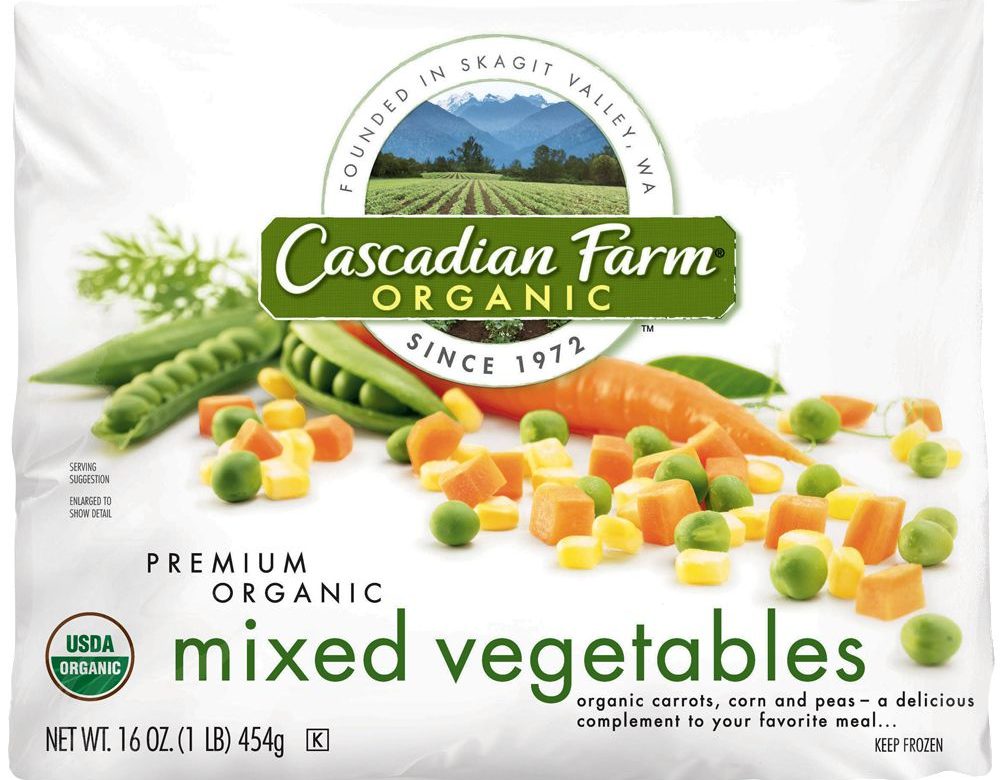 FOUNDED IN SKAGIT VALLEY, WA
Cascadian Farm®
ORGANIC
™
SINCE 1972
SERVING
SUGGESTION
ENLARGED TO
SHOW DETAIL
PREMIUM
ORGANIC
mixed vegetables
USDA
ORGANIC
organic carrots, corn and peas – a delicious
complement to your favorite meal...
NET WT. 16 OZ. (1 LB) 454g
K
KEEP FROZEN